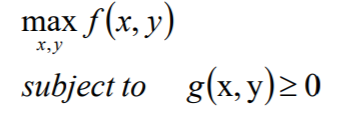 max f(x, y)
x,y
subject to g(x, y) ≥ 0